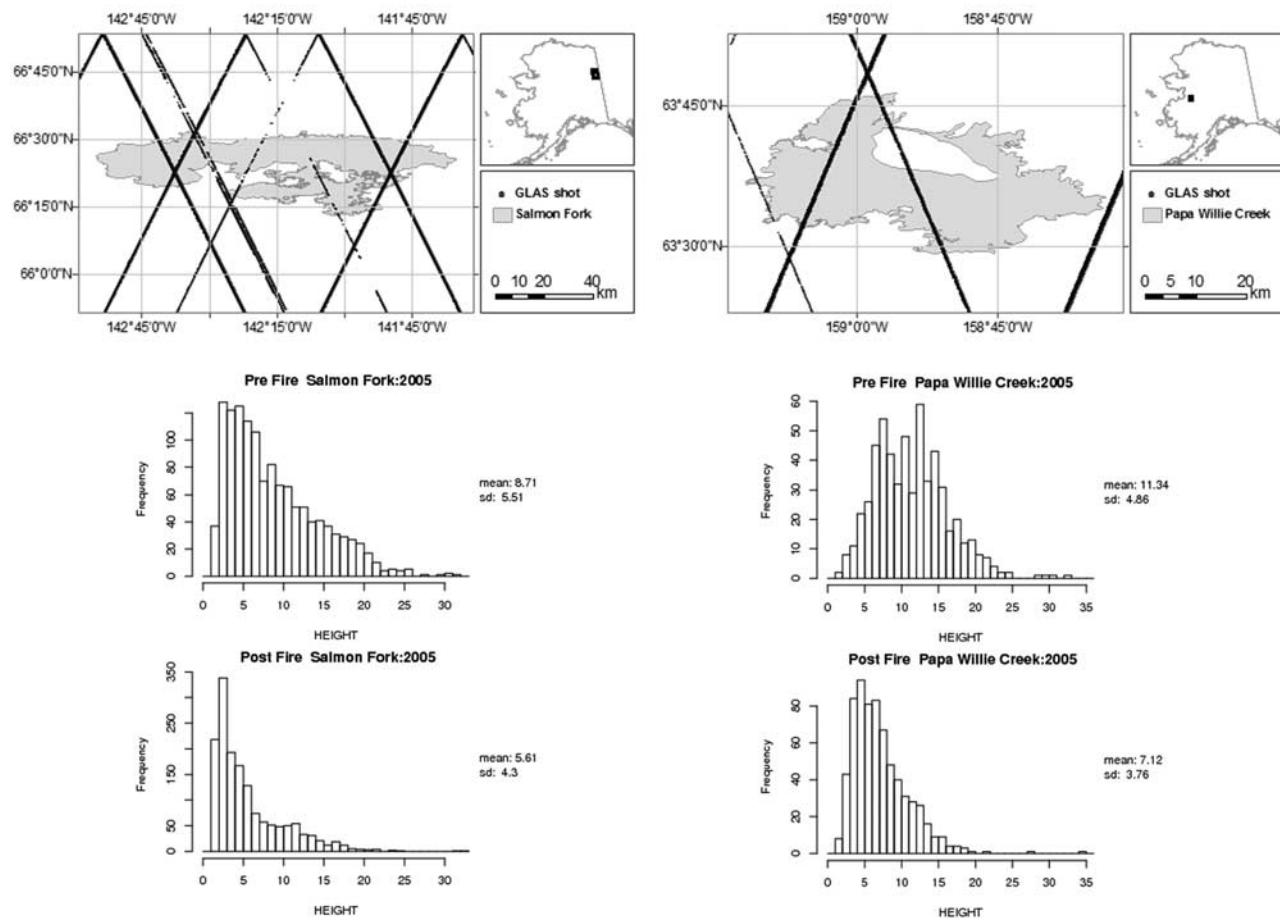 142°45'0"W 142°15'0"W 141°45'0"W
66°45'0"N
66°30'0"N
66°15'0"N
66°0'0"N
142°45'0"W 142°15'0"W 141°45'0"W
GLAS shot
Salmon Fork
0 10 20 40
km
159°0'0"W 158°45'0"W
63°45'0"N
63°30'0"N
159°0'0"W 158°45'0"W
GLAS shot
Papa Willie Creek
0 5 10 20
km
Pre Fire Salmon Fork:2005
Frequency
0 20 40 60 80 100
0 5 10 15 20 25 30
HEIGHT
mean: 8.71
sd: 5.51
Pre Fire Papa Willie Creek:2005
Frequency
0 10 20 30 40 50 60
0 5 10 15 20 25 30 35
HEIGHT
mean: 11.34
sd: 4.86
Post Fire Salmon Fork:2005
Frequency
0 50 150 250 350
0 5 10 15 20 25 30
HEIGHT
mean: 5.61
sd: 4.3
Post Fire Papa Willie Creek:2005
Frequency
0 20 40 60 80
0 5 10 15 20 25 30 35
HEIGHT
mean: 7.12
sd: 3.76